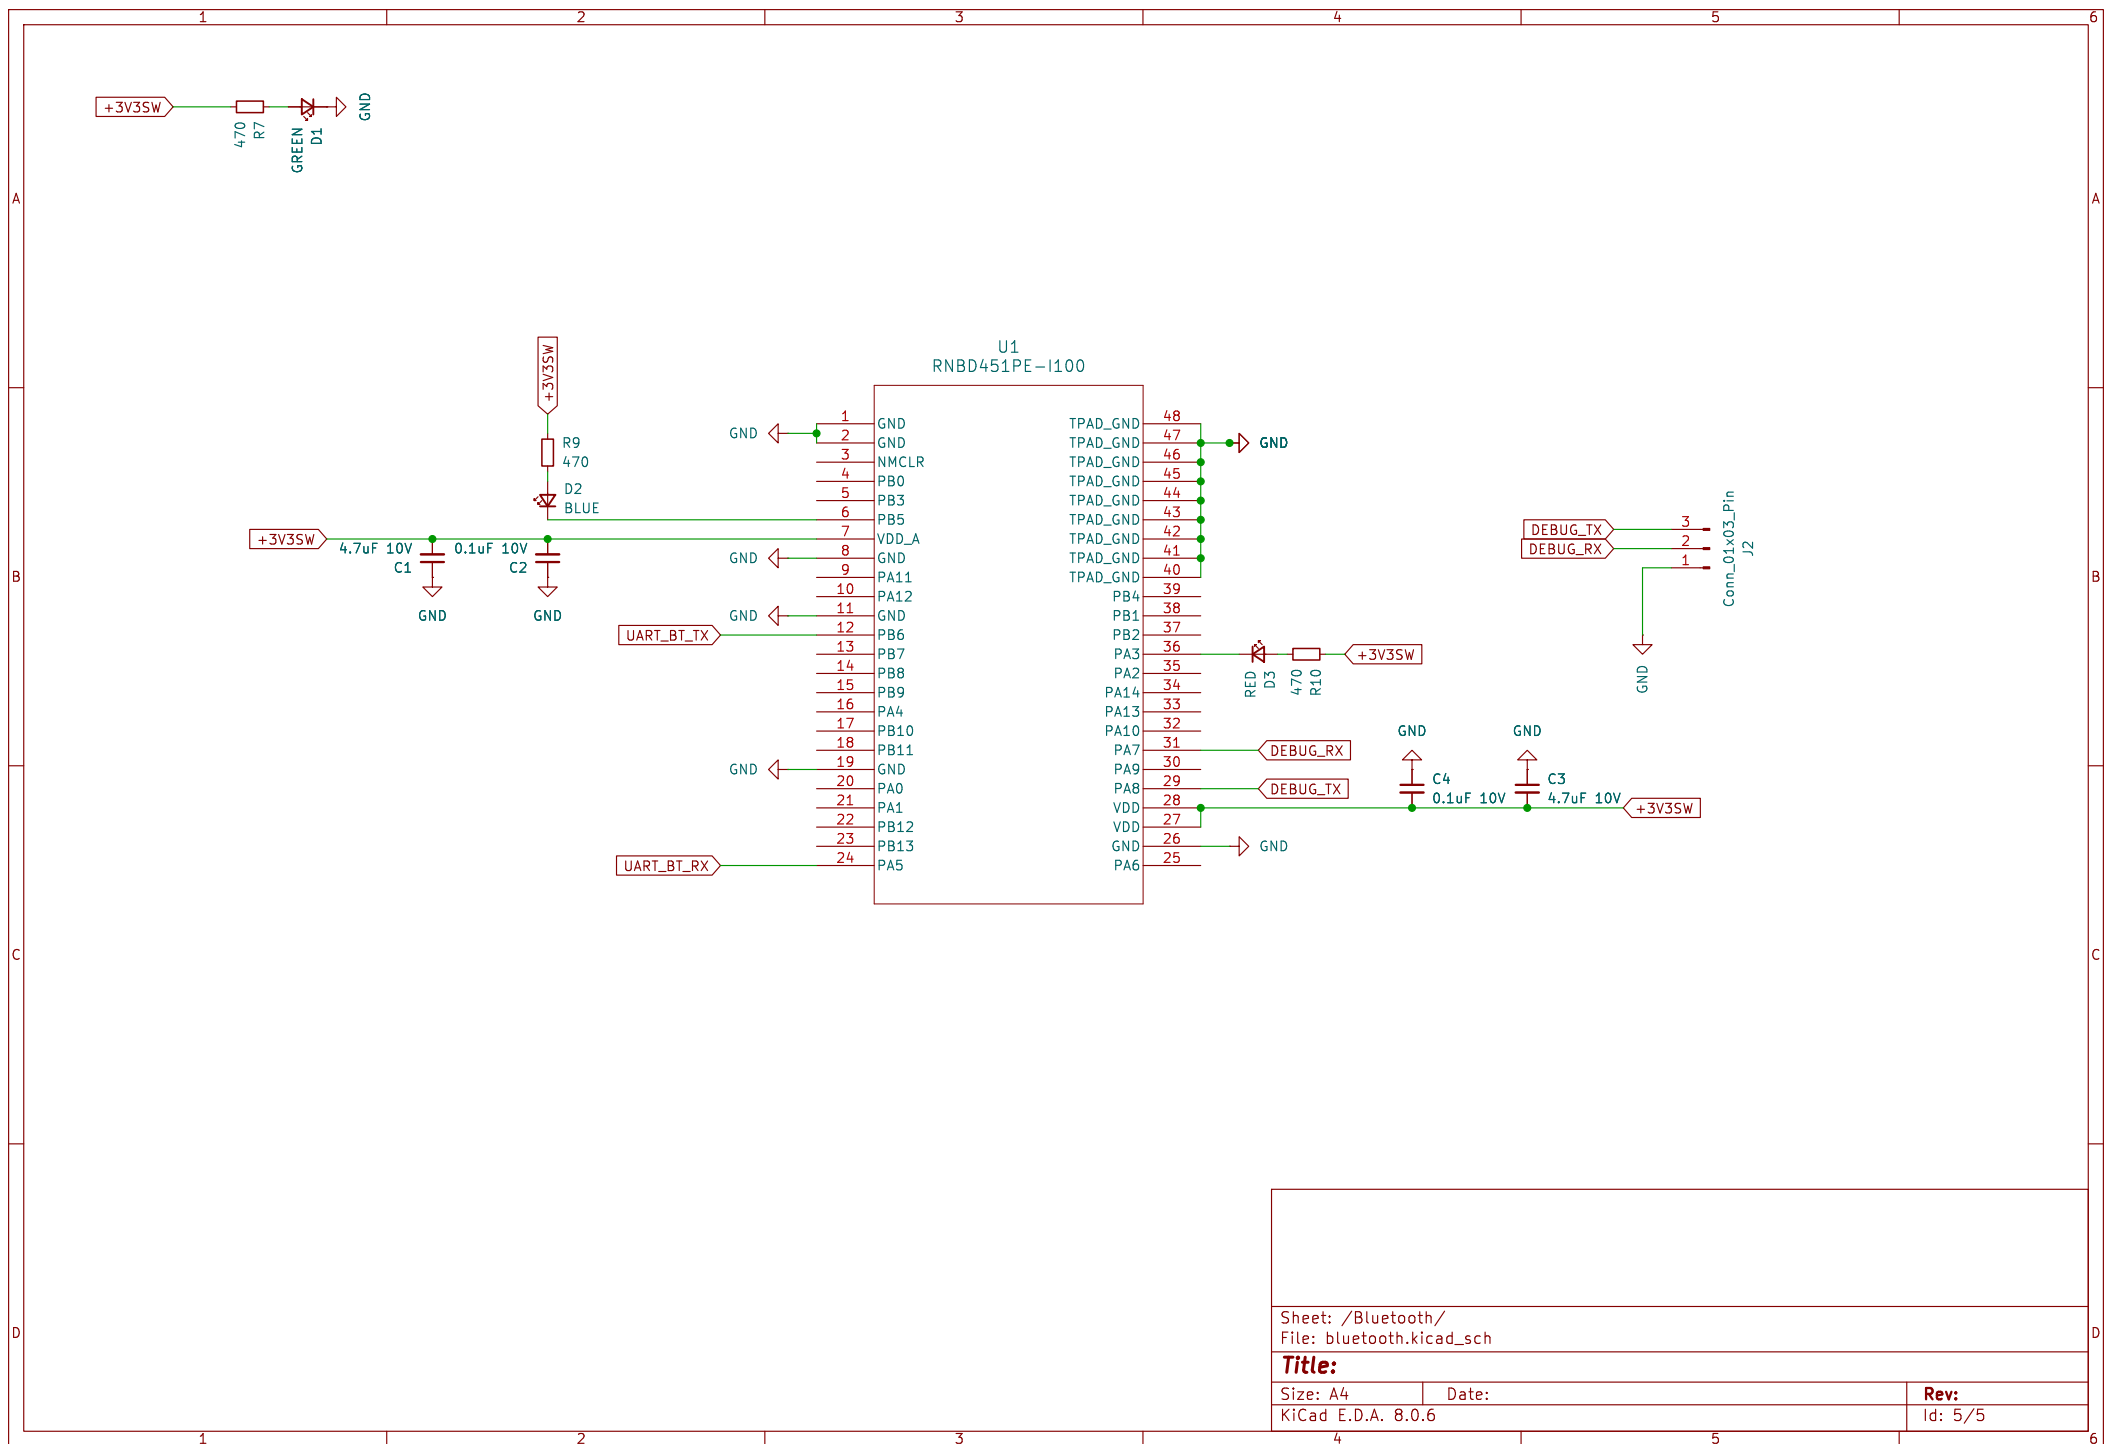 1 2 3 4 5 6
+3V3SW
470
R7
GREEN
D1
GND
A A
+3V3SW
R9
470
D2
BLUE
U1
RNBD451PE-I100
GND
1 GND
2 GND
3 NMCLR
4 PB0
5 PB3
6 PB5
7 VDD_A
8 GND
9 PA11
10 PA12
11 GND
12 PB6
13 PB7
14 PB8
15 PB9
16 PA4
17 PB10
18 PB11
19 GND
20 PA0
21 PA1
22 PB12
23 PB13
24 PA5
TPAD_GND 48
TPAD_GND 47
TPAD_GND 46
TPAD_GND 45
TPAD_GND 44
TPAD_GND 43
TPAD_GND 42
TPAD_GND 41
TPAD_GND 40
PB4 39
PB1 38
PB2 37
PA3 36
PA2 35
PA14 34
PA13 33
PA10 32
PA7 31
PA9 30
PA8 29
VDD 28
VDD 27
GND 26
PA6 25
GND
+3V3SW
4.7uF 10V
C1
GND
0.1uF 10V
C2
GND
GND
GND
UART_BT_TX
GND
UART_BT_RX
B B
DEBUG_TX
DEBUG_RX
3
2
1
Conn_01x03_Pin
J2
GND
RED
D3
470
R10
+3V3SW
DEBUG_RX
DEBUG_TX
GND
C4
0.1uF 10V
GND
C3
4.7uF 10V
+3V3SW
GND
C C
D D
Sheet: /Bluetooth/
File: bluetooth.kicad_sch
Title:
Size: A4 Date: Rev:
KiCad E.D.A. 8.0.6 Id: 5/5
1 2 3 4 5 6